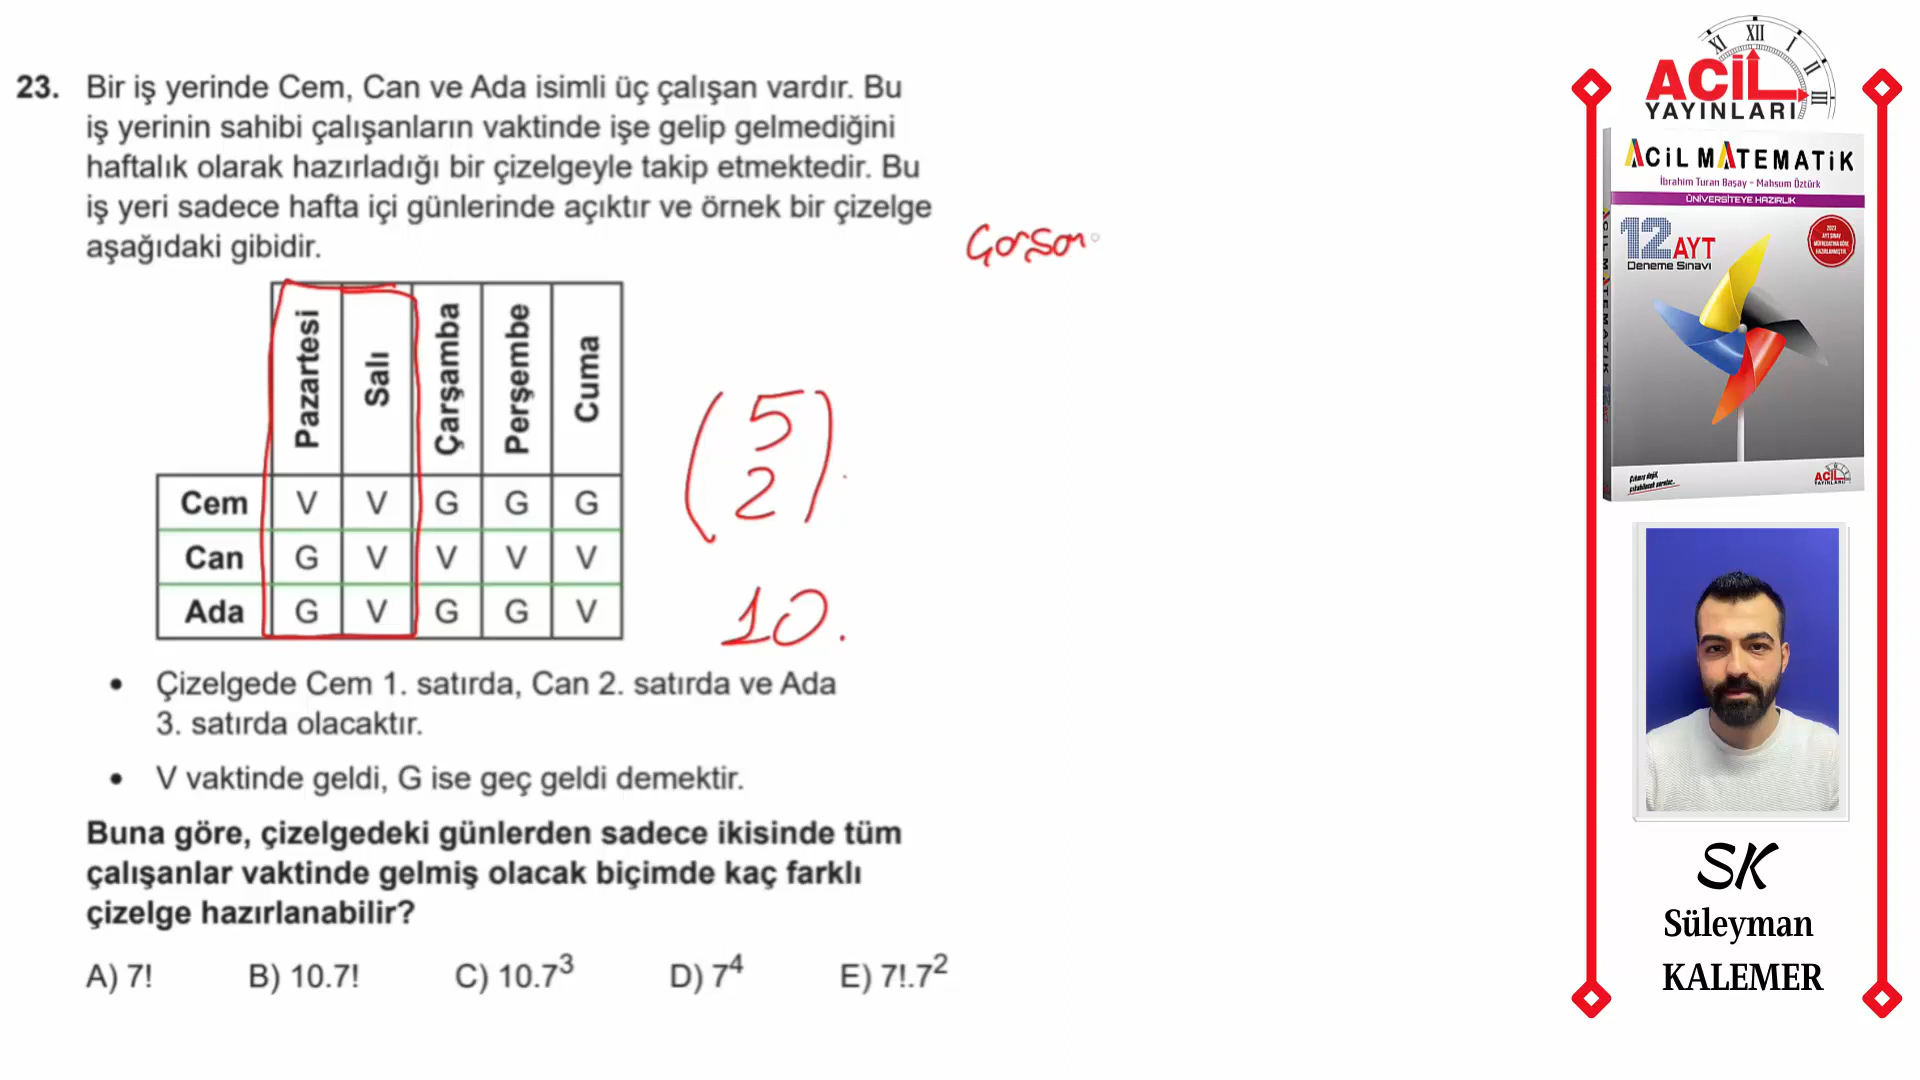 23. Bir iş yerinde Cem, Can ve Ada isimli üç çalışan vardır. Bu
iş yerinin sahibi çalışanların vaktinde işe gelip gelmediğini
haftalık olarak hazırladığı bir çizelgeyle takip etmektedir. Bu
iş yeri sadece hafta içi günlerinde açıktır ve örnek bir çizelge
aşağıdaki gibidir.
Pazartesi Salı Çarşamba Perşembe Cuma
Cem V V G G G
Can G V V V V
Ada G V G G V
(5
2)
10.
• Çizelgede Cem 1. satırda, Can 2. satırda ve Ada
3. satırda olacaktır.
• V vaktinde geldi, G ise geç geldi demektir.
Buna göre, çizelgedeki günlerden sadece ikisinde tüm
çalışanlar vaktinde gelmiş olacak biçimde kaç farklı
çizelge hazırlanabilir?
A) 7! B) 10.7! C) 10.7³ D) 7⁴ E) 7!.7²
XI XII I II III
ACİL
YAYINLARI
ACİL MATEMATİK
İbrahim Turan Başay - Mahsum Öztürk
ÜNİVERSİTEYE HAZIRLIK
12 AYT
Deneme Sınavı
ACİL
YAYINLARI
SK
Süleyman
KALEMER